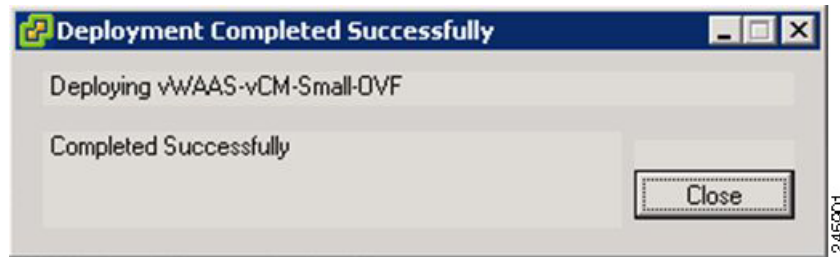 Deployment Completed Successfully
Deploying vWAAS-vCM-Small-OVF
Completed Successfully
Close
245901